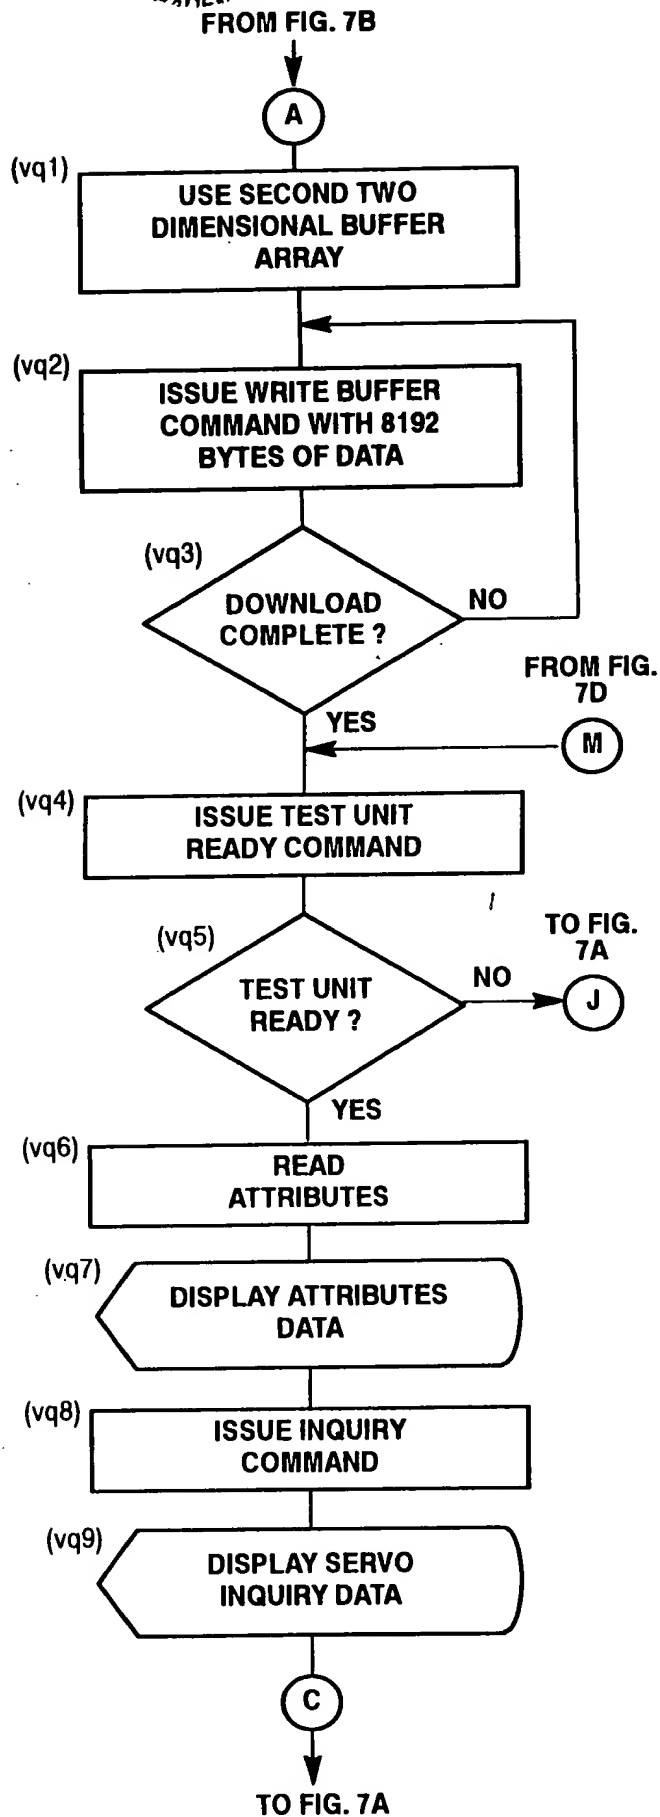 FROM FIG. 7B
A
(vq1)
USE SECOND TWO
DIMENSIONAL BUFFER
ARRAY
(vq2)
ISSUE WRITE BUFFER
COMMAND WITH 8192
BYTES OF DATA
(vq3)
DOWNLOAD
COMPLETE ?
NO
FROM FIG.
7D
YES
M
(vq4)
ISSUE TEST UNIT
READY COMMAND
(vq5)
TO FIG.
7A
TEST UNIT
READY ?
NO
J
YES
(vq6)
READ
ATTRIBUTES
(vq7)
DISPLAY ATTRIBUTES
DATA
(vq8)
ISSUE INQUIRY
COMMAND
(vq9)
DISPLAY SERVO
INQUIRY DATA
C
TO FIG. 7A